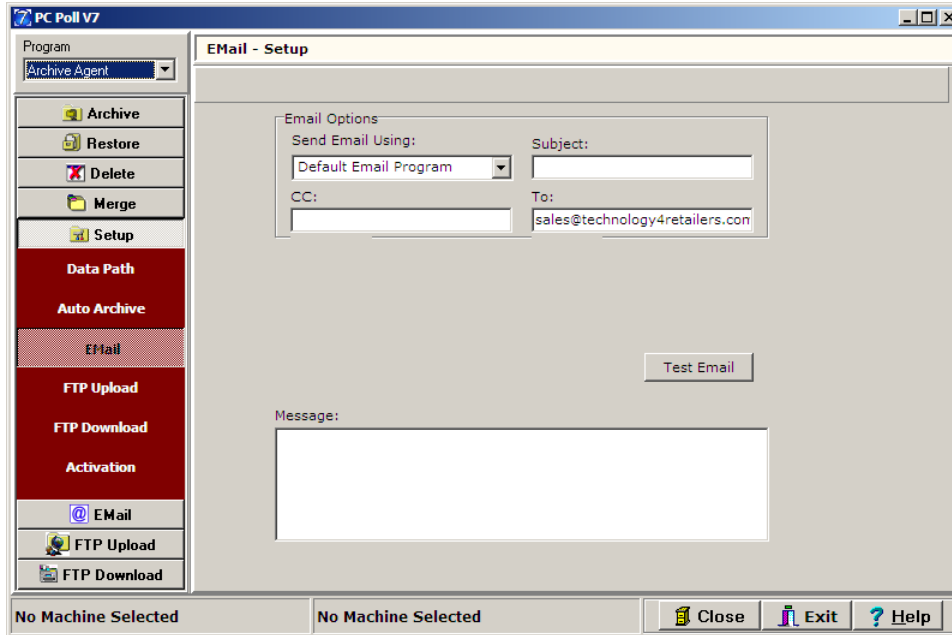 PC Poll V7
Program
Archive Agent
Archive
Restore
Delete
Merge
Setup
Data Path
Auto Archive
EMail
FTP Upload
FTP Download
Activation
EMail
FTP Upload
FTP Download
EMail - Setup
Email Options
Send Email Using:
Subject:
Default Email Program
CC:
To:
sales@technology4retailers.com
Test Email
Message:
No Machine Selected
No Machine Selected
Close
Exit
? Help